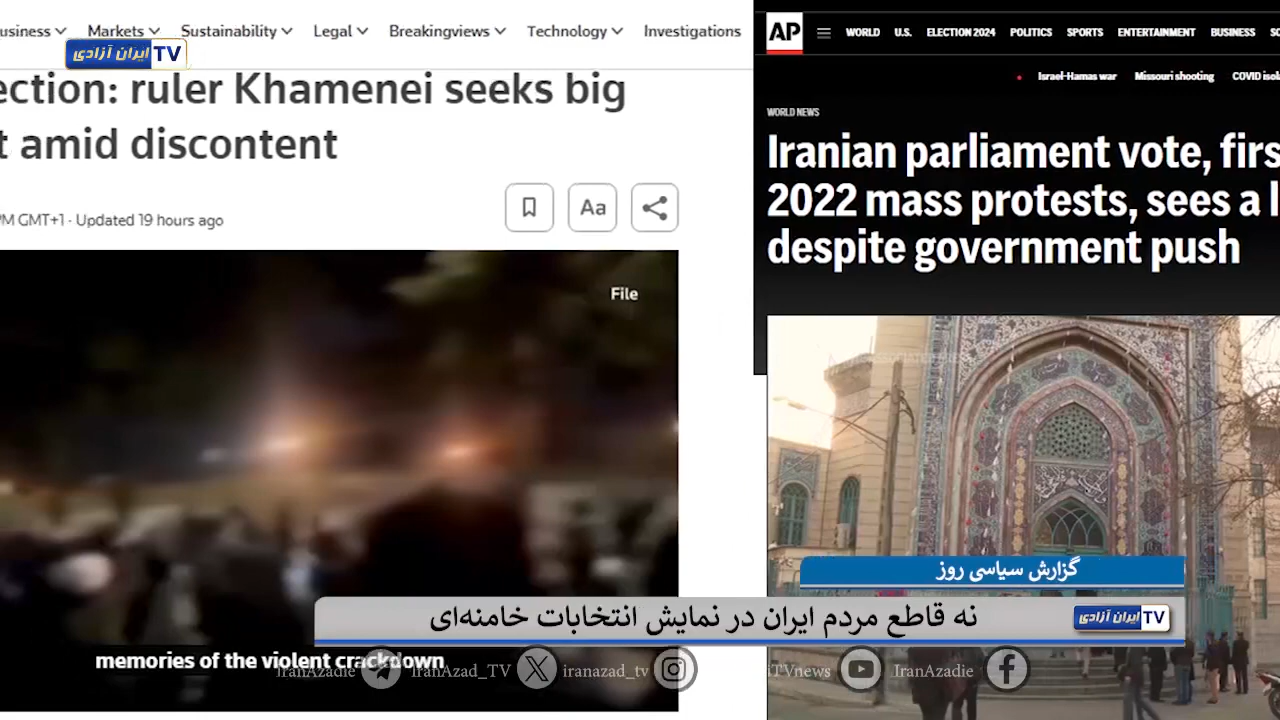 Business Markets Sustainability Legal Breakingviews Technology Investigations
ایران آزادی TV
ection: ruler Khamenei seeks big
t amid discontent
PM GMT+1 · Updated 19 hours ago
Aa
File
memories of the violent crackdown
AP WORLD U.S. ELECTION 2024 POLITICS SPORTS ENTERTAINMENT BUSINESS
Israel-Hamas war Missouri shooting COVID
WORLD NEWS
Iranian parliament vote, firs
2022 mass protests, sees a l
despite government push
گزارش سیاسی روز
نه قاطع مردم ایران در نمایش انتخابات خامنه‌ای
ایران آزادی TV
IranAzadie IranAzad_TV iranazad_tv iTVnews IranAzadie